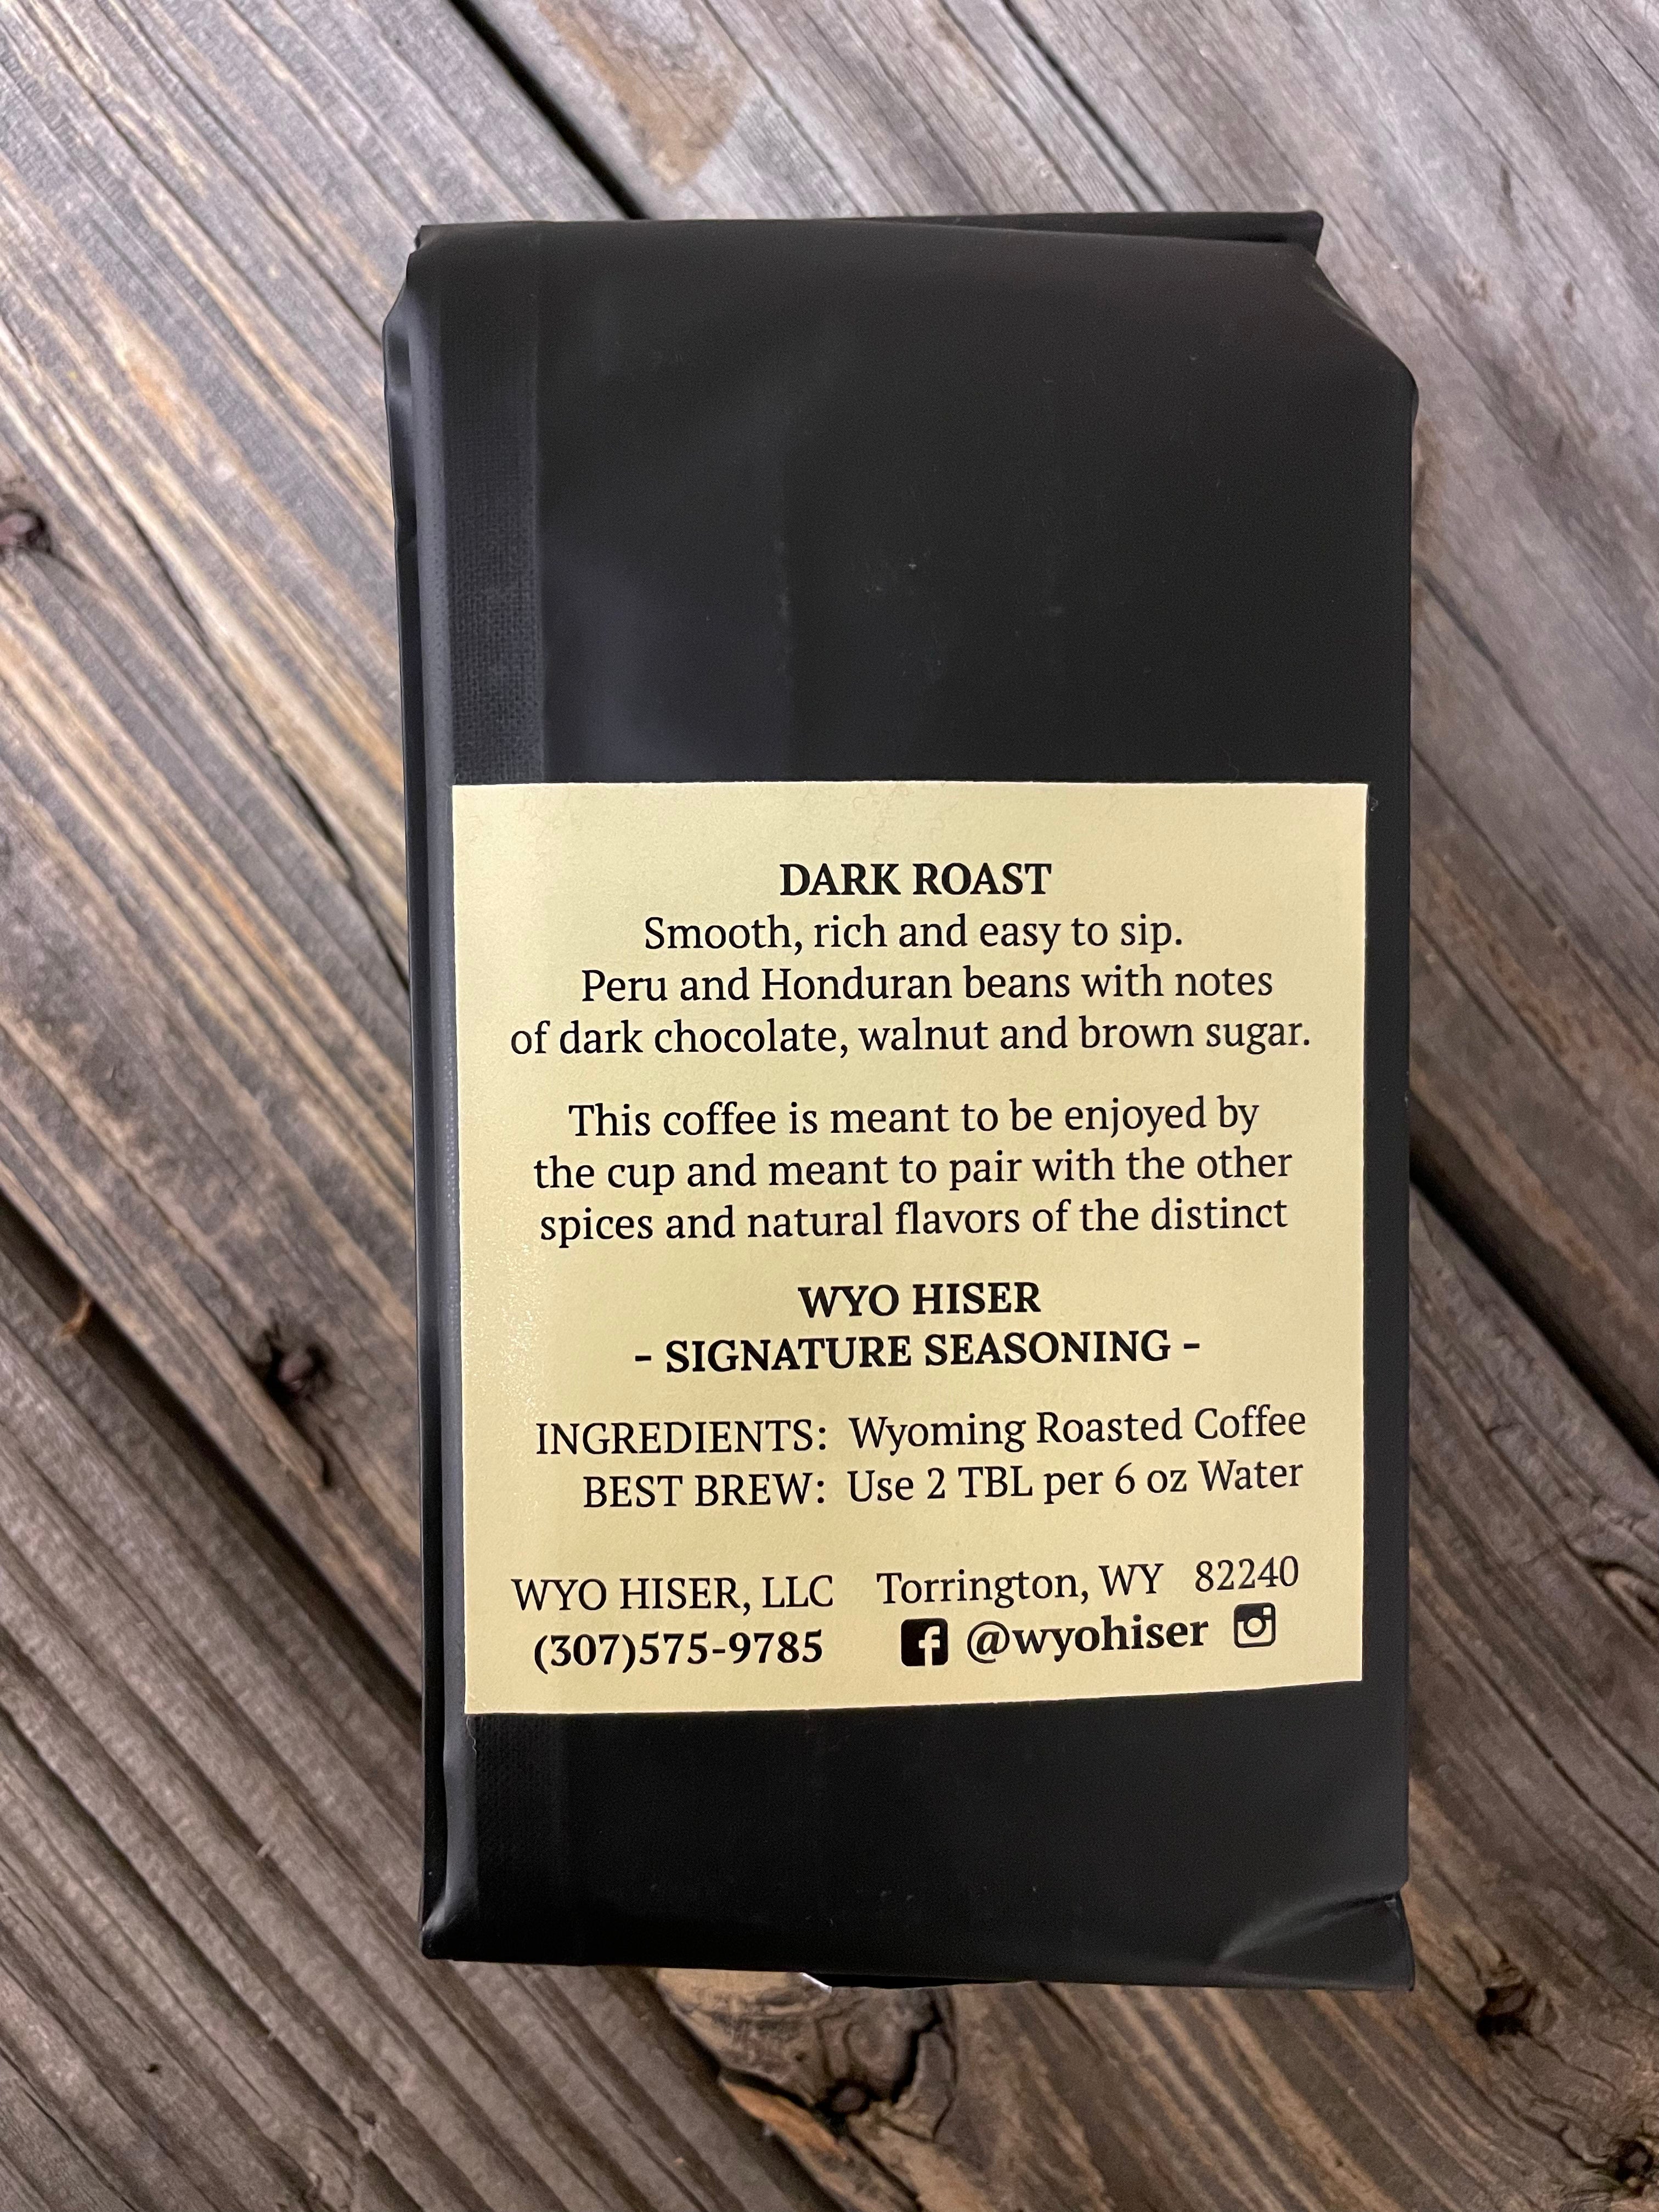 DARK ROAST
Smooth, rich and easy to sip.
Peru and Honduran beans with notes
of dark chocolate, walnut and brown sugar.
This coffee is meant to be enjoyed by
the cup and meant to pair with the other
spices and natural flavors of the distinct
WYO HISER
- SIGNATURE SEASONING -
INGREDIENTS: Wyoming Roasted Coffee
BEST BREW: Use 2 TBL per 6 oz Water
WYO HISER, LLC Torrington, WY 82240
(307)575-9785 @wyohiser